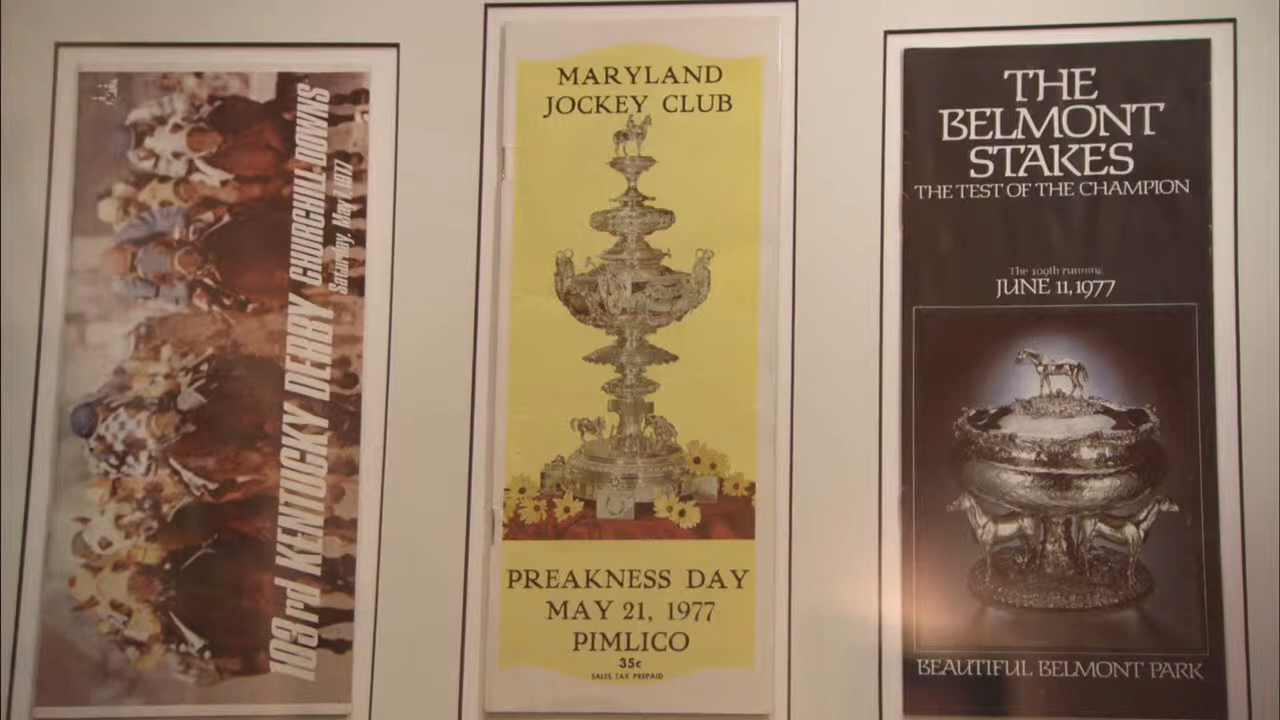 103rd KENTUCKY DERBY CHURCHILL DOWNS
Saturday, May 7, 1977
MARYLAND
JOCKEY CLUB
PREAKNESS DAY
MAY 21, 1977
PIMLICO
35c
SALES TAX PREPAID
THE
BELMONT
STAKES
THE TEST OF THE CHAMPION
The 109th running
JUNE 11, 1977
BEAUTIFUL BELMONT PARK